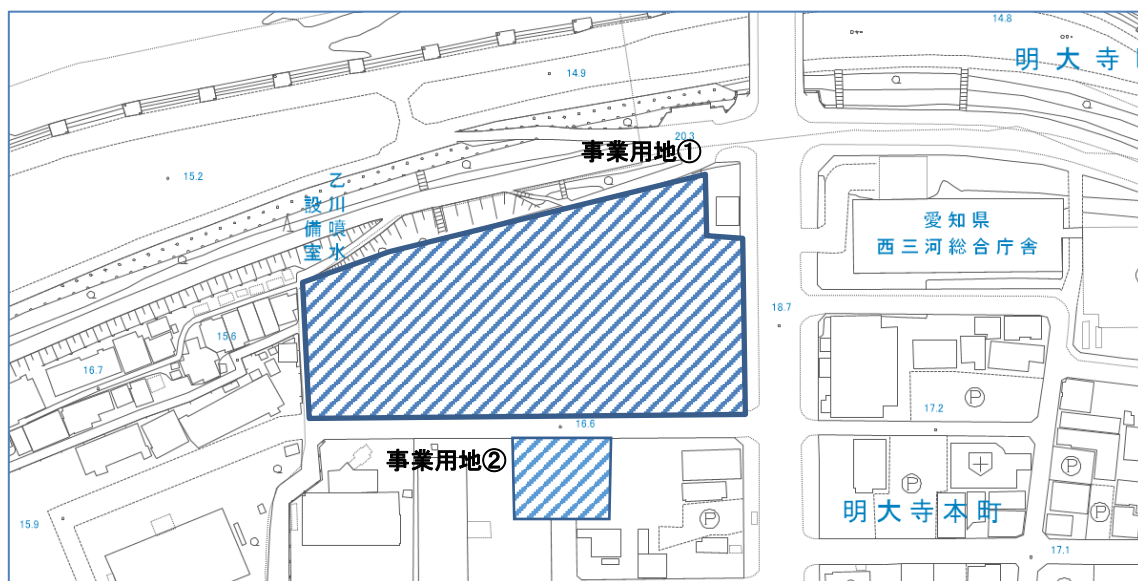 14.8
明大寺
14.9
20.3
事業用地①
15.2
乙川噴水
設備室
愛知県
西三河総合庁舎
18.7
15.6
16.7
17.2
P
16.6
事業用地②
P
P
P
15.9
明大寺本町
P
17.1
P